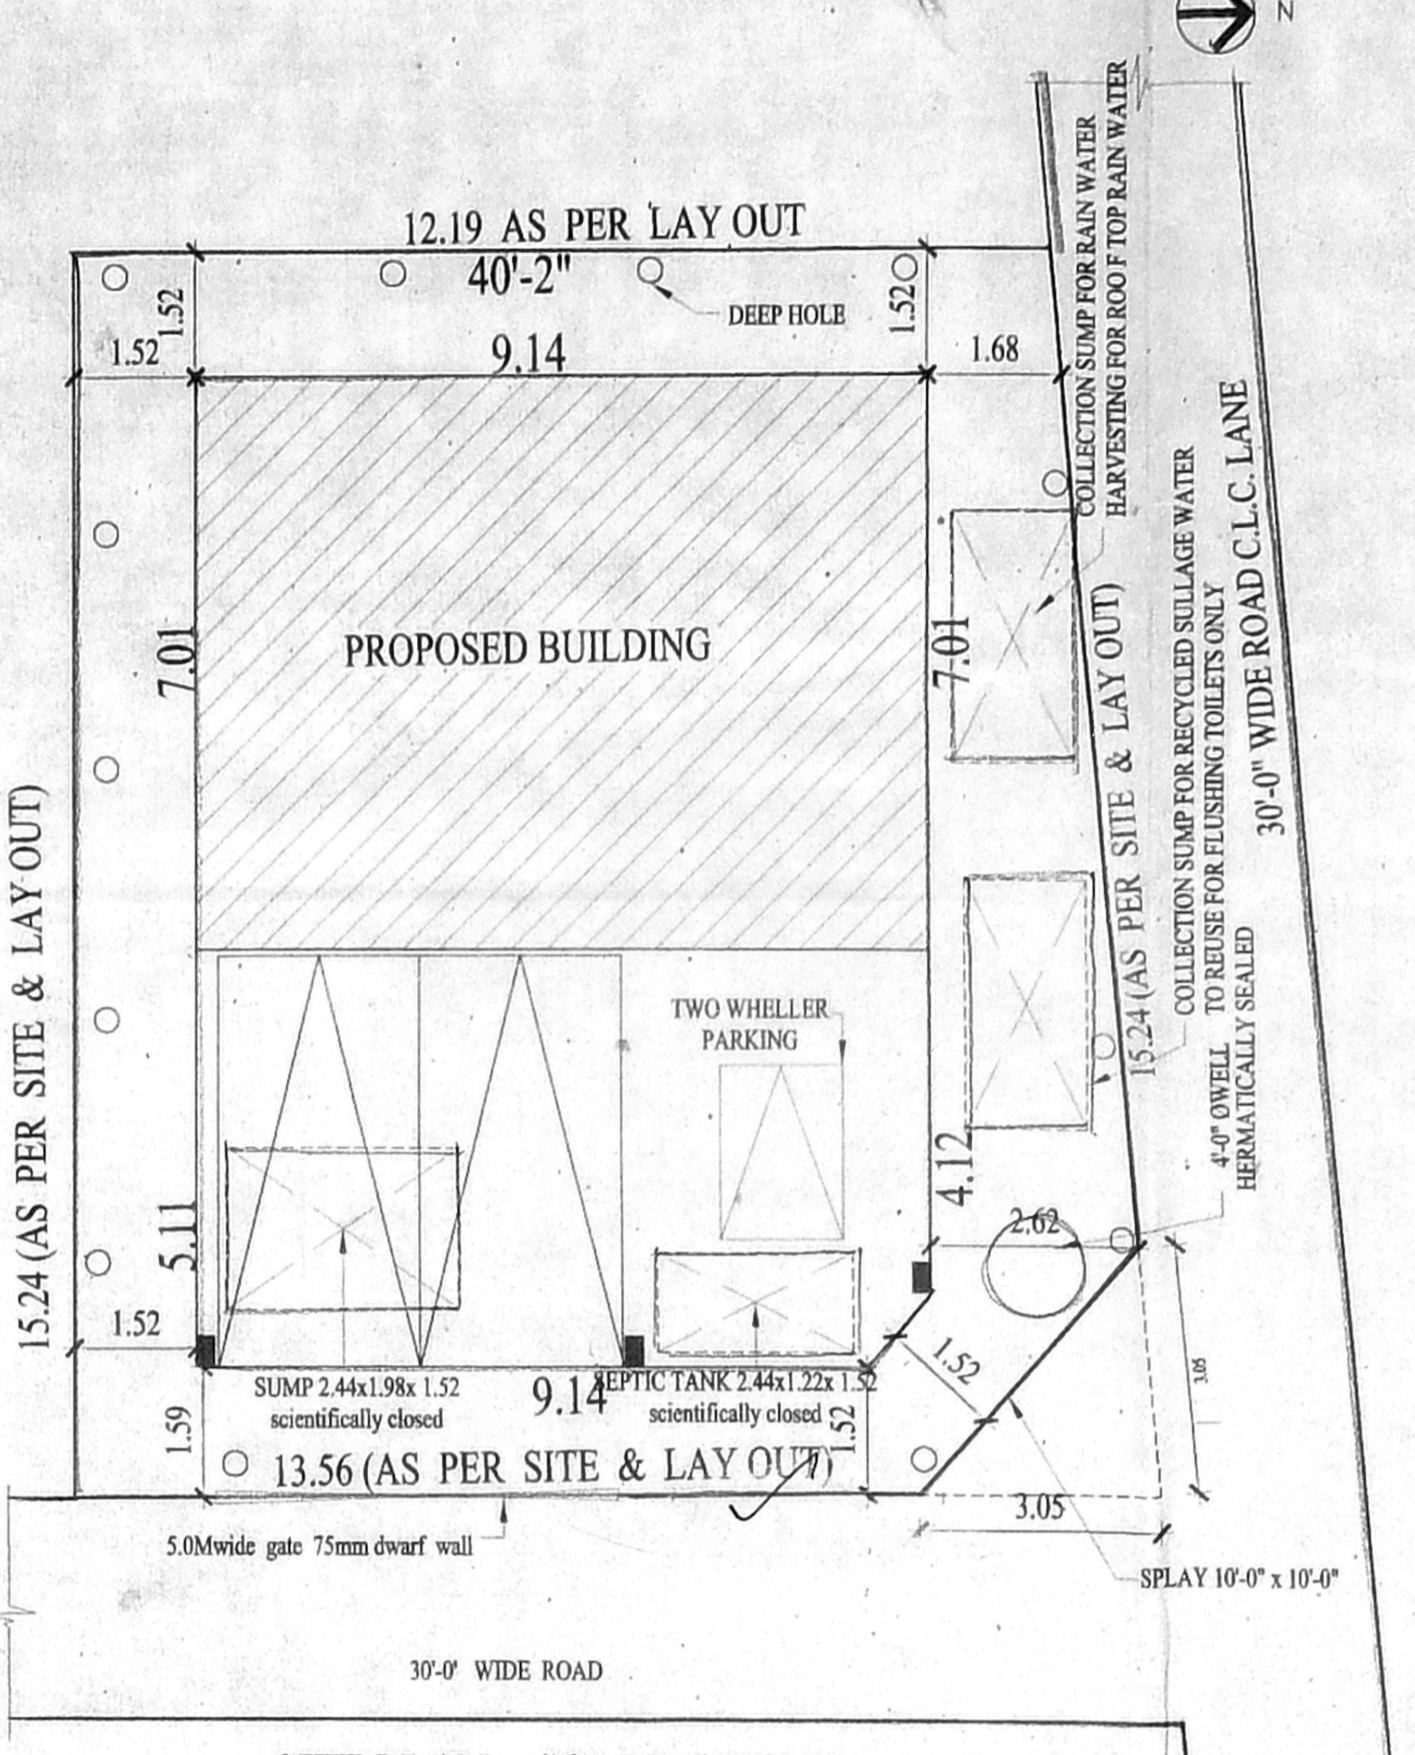 N
12.19 AS PER LAY OUT
40'-2"
DEEP HOLE
1.52
1.52
1.52
9.14
1.68
COLLECTION SUMP FOR RAIN WATER
HARVESTING FOR ROOF TOP RAIN WATER
7.01
PROPOSED BUILDING
7.01
15.24 (AS PER SITE & LAY OUT)
15.24 (AS PER SITE & LAY OUT)
COLLECTION SUMP FOR RECYCLED SULLAGE WATER
TO REUSE FOR FLUSHING TOILETS ONLY
30'-0" WIDE ROAD C.L.C. LANE
4'-0" ØWELL
HERMATICALLY SEALED
TWO WHELLER
PARKING
5.11
4.12
2.62
1.52
1.52
3.05
SUMP 2.44x1.98x 1.52
scientifically closed
9.14
SEPTIC TANK 2.44x1.22x 1.52
scientifically closed
1.59
1.52
13.56 (AS PER SITE & LAY OUT)
3.05
5.0Mwide gate 75mm dwarf wall
SPLAY 10'-0" x 10'-0"
30'-0' WIDE ROAD